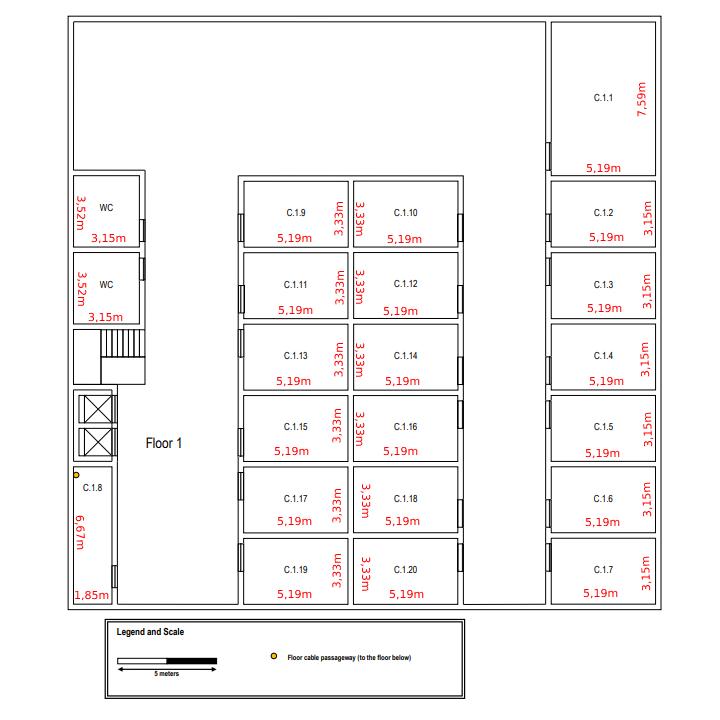 C.1.1
7,59m
5,19m
WC
3,52m
3,15m
C.1.9
3,33m
5,19m
3,33m
C.1.10
5,19m
C.1.2
3,15m
5,19m
WC
3,52m
3,15m
C.1.11
3,33m
5,19m
3,33m
C.1.12
5,19m
C.1.3
3,15m
5,19m
C.1.13
3,33m
5,19m
3,33m
C.1.14
5,19m
C.1.4
3,15m
5,19m
Floor 1
C.1.15
3,33m
5,19m
3,33m
C.1.16
5,19m
C.1.5
3,15m
5,19m
C.1.8
6,67m
1,85m
C.1.17
3,33m
5,19m
3,33m
C.1.18
5,19m
C.1.6
3,15m
5,19m
C.1.19
3,33m
5,19m
3,33m
C.1.20
5,19m
C.1.7
3,15m
5,19m
Legend and Scale
5 meters
Floor cable passageway (to the floor below)